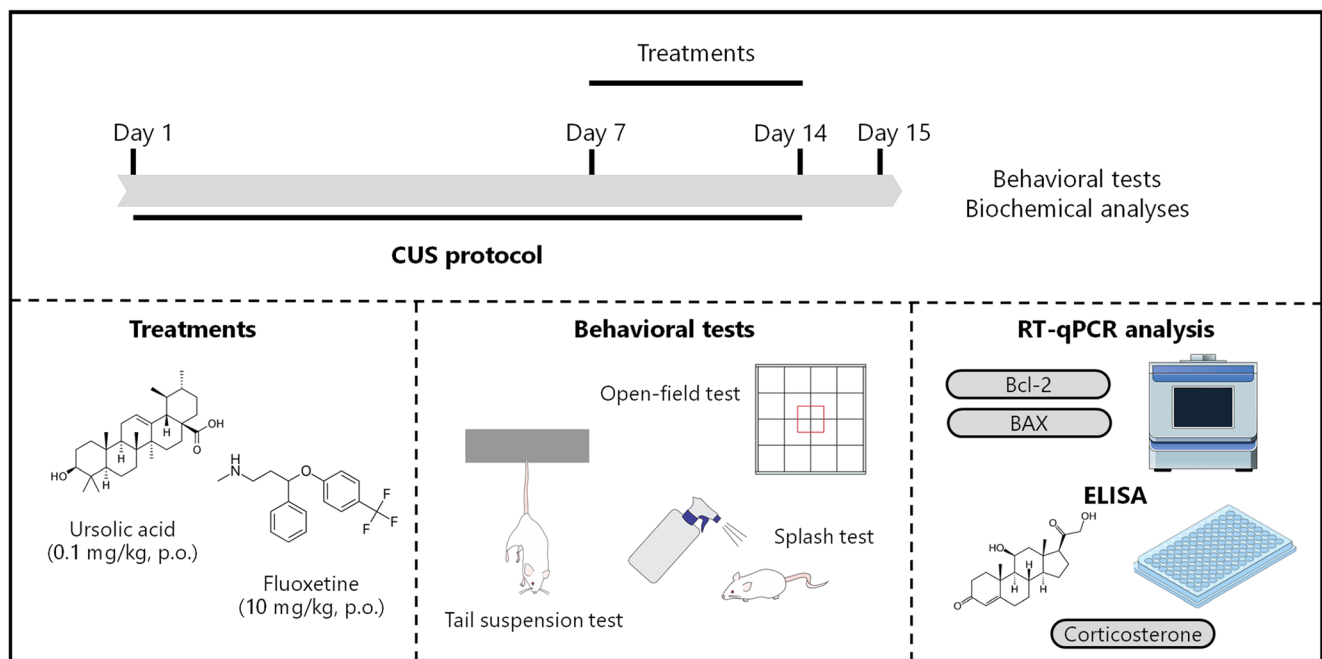 Treatments
Day 1
Day 7
Day 14
Day 15
Behavioral tests
Biochemical analyses
CUS protocol
Treatments
HO
H
H
H
OH
O
Ursolic acid
(0.1 mg/kg, p.o.)
H
N
O
F
F
F
Fluoxetine
(10 mg/kg, p.o.)
Behavioral tests
Open-field test
Splash test
Tail suspension test
RT-qPCR analysis
Bcl-2
BAX
ELISA
OH
O
HO
H
H
H
O
Corticosterone